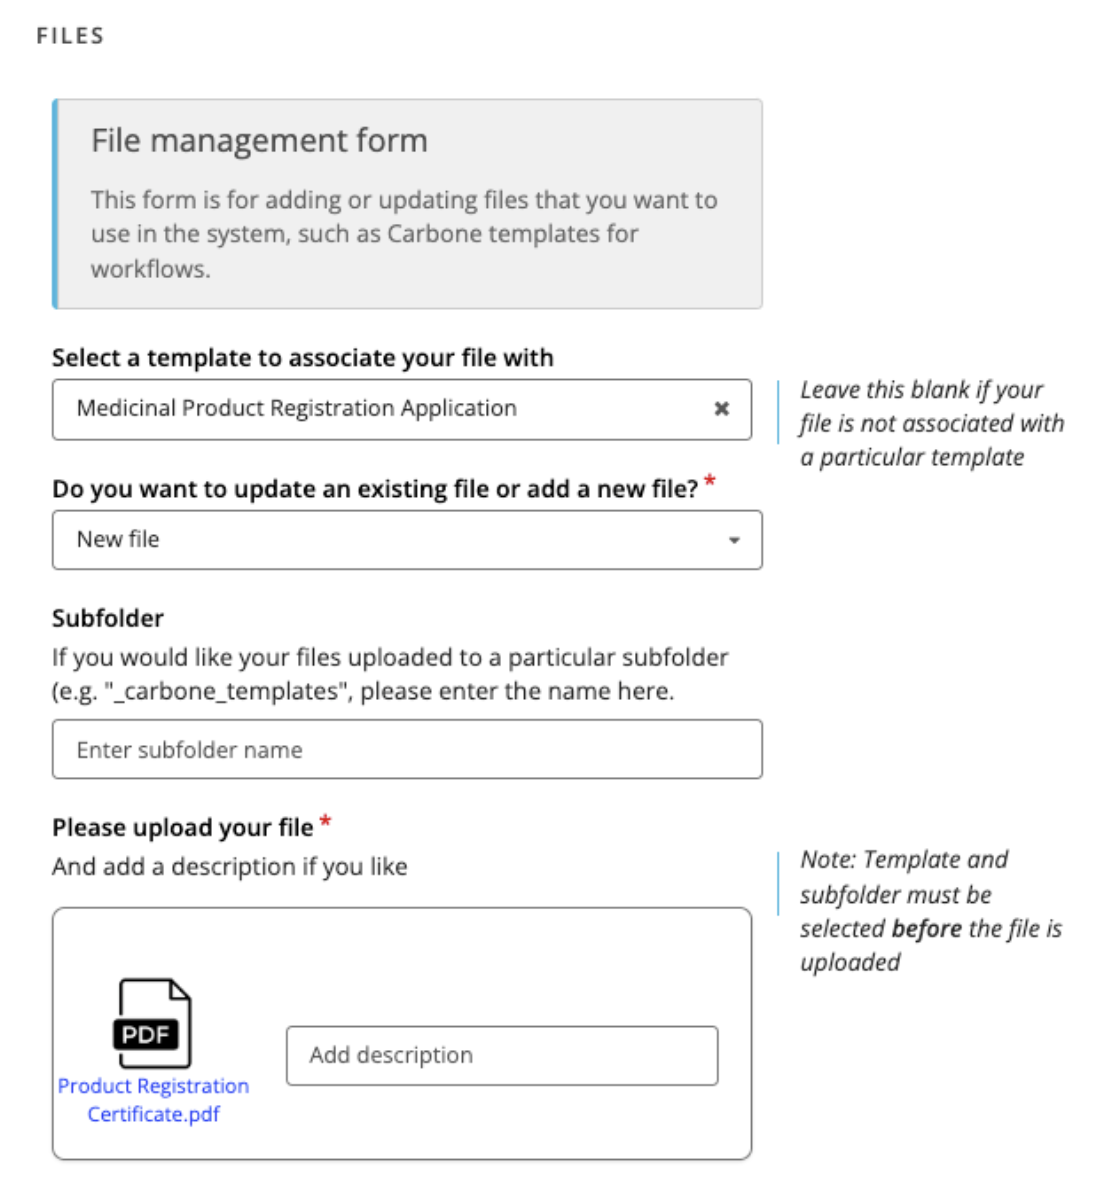 FILES
File management form
This form is for adding or updating files that you want to
use in the system, such as Carbone templates for
workflows.
Select a template to associate your file with
Medicinal Product Registration Application
Leave this blank if your
file is not associated with
a particular template
Do you want to update an existing file or add a new file? *
New file
Subfolder
If you would like your files uploaded to a particular subfolder
(e.g. "_carbone_templates", please enter the name here.
Enter subfolder name
Please upload your file *
And add a description if you like
Note: Template and
subfolder must be
selected before the file is
uploaded
PDF
Product Registration
Certificate.pdf
Add description